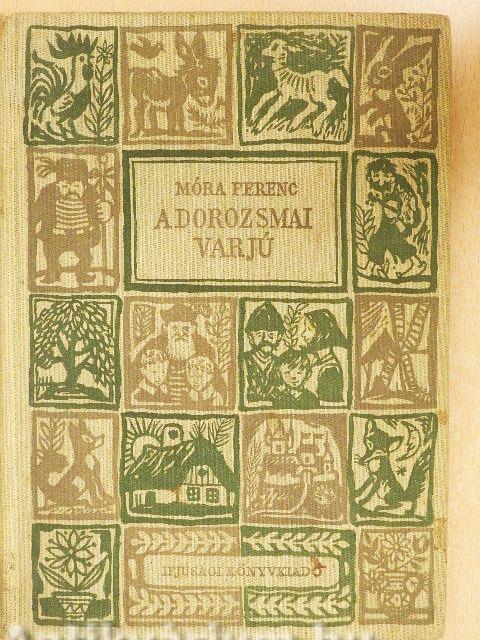 MÓRA FERENC
A DOROZSMAI
VARJÚ
IFJÚSÁGI KÖNYVKIADÓ